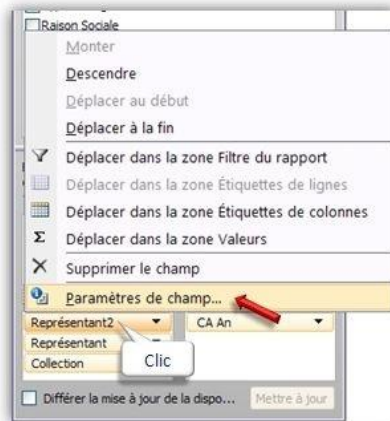 Raison Sociale
Monter
Descendre
Déplacer au début
Déplacer à la fin
Déplacer dans la zone Filtre du rapport
Déplacer dans la zone Étiquettes de lignes
Déplacer dans la zone Étiquettes de colonnes
Σ Déplacer dans la zone Valeurs
Supprimer le champ
Paramètres de champ...
Représentant2 CA An
Représentant
Collection Clic
Différer la mise à jour de la dispo... Mettre à jour